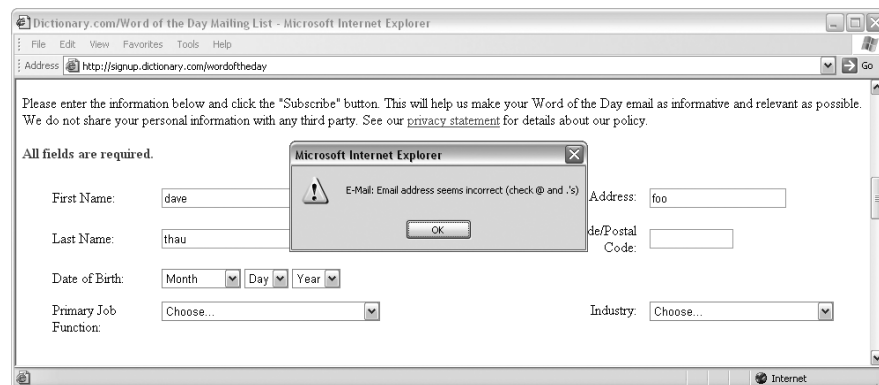 Dictionary.com/Word of the Day Mailing List - Microsoft Internet Explorer
File Edit View Favorites Tools Help
Address http://signup.dictionary.com/wordoftheday Go
Please enter the information below and click the "Subscribe" button. This will help us make your Word of the Day email as informative and relevant as possible.
We do not share your personal information with any third party. See our privacy statement for details about our policy.
All fields are required.
Microsoft Internet Explorer
E-Mail: Email address seems incorrect (check @ and .'s)
OK
First Name: dave Address: foo
Last Name: thau de/Postal
Code:
Date of Birth: Month Day Year
Primary Job Choose... Industry: Choose...
Function:
Internet